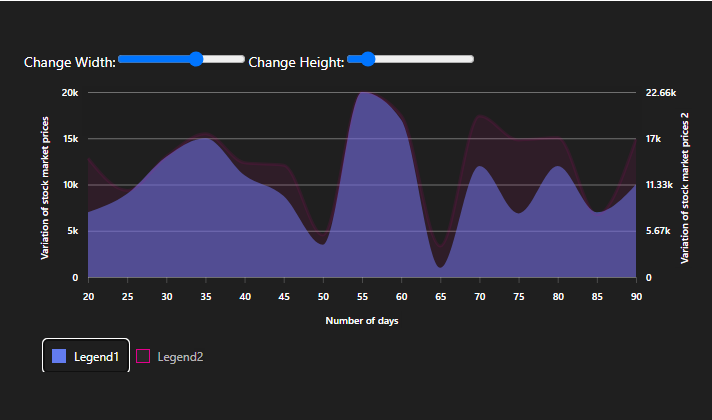 Change Width: Change Height:
20k 22.66k
15k 17k
10k 11.33k
5k 5.67k
0 0
Variation of stock market prices
Variation of stock market prices 2
20 25 30 35 40 45 50 55 60 65 70 75 80 85 90
Number of days
Legend1 Legend2